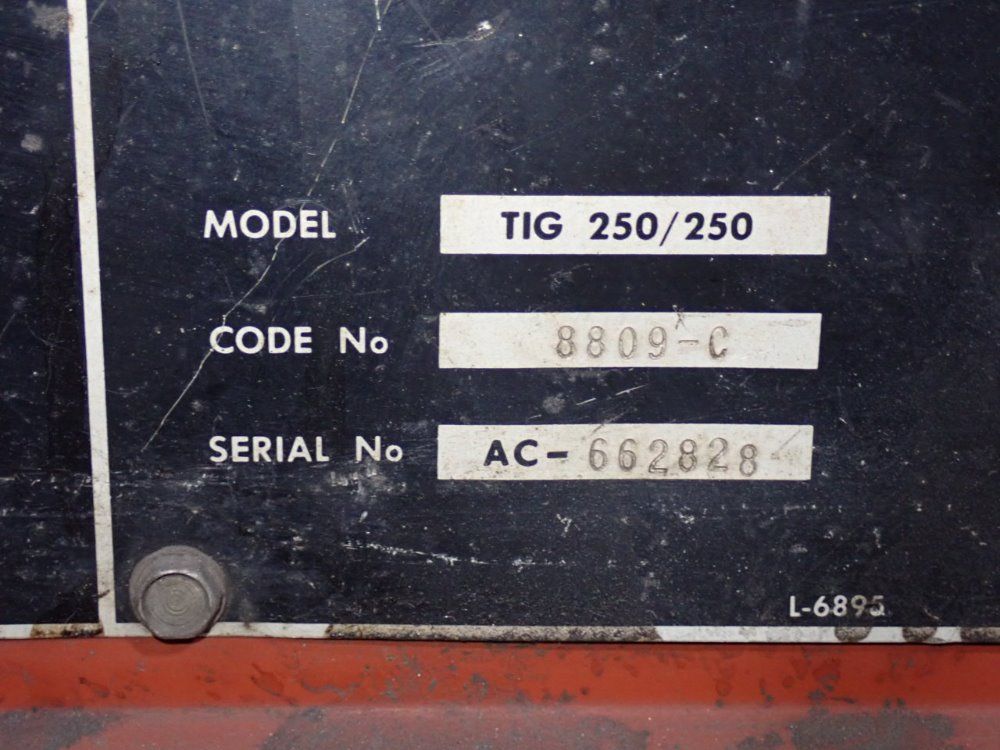 MODEL TIG 250/250
CODE No 8809-C
SERIAL No AC-662828
L-6895